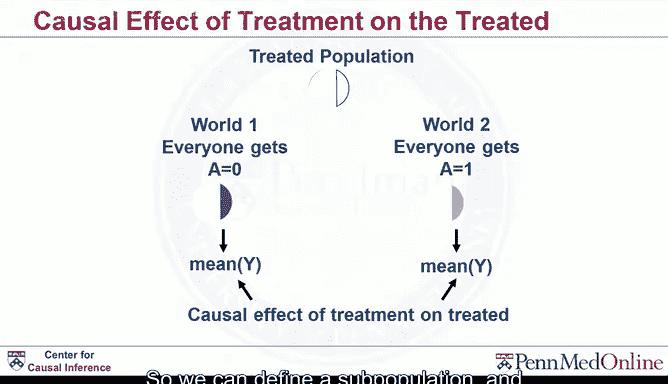 Causal Effect of Treatment on the Treated
Treated Population
World 1
Everyone gets
A=0
World 2
Everyone gets
A=1
mean(Y)
mean(Y)
Causal effect of treatment on treated
Center for
Causal Inference
So we can define a subpopulation, and
PennMedOnline